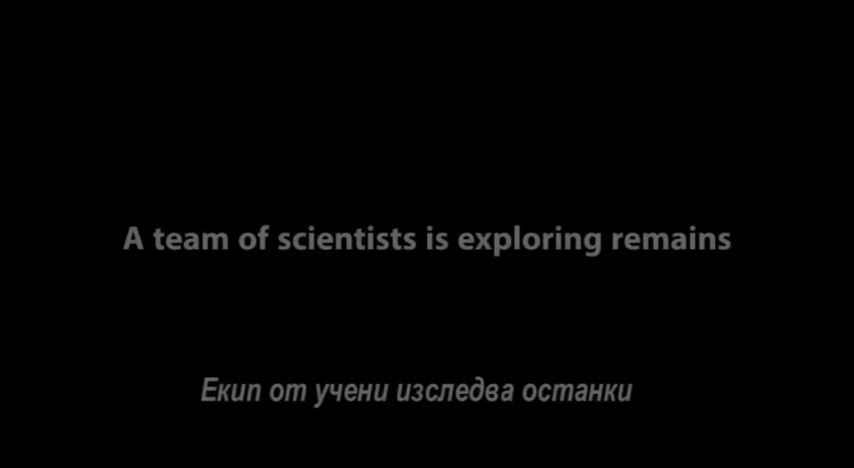 A team of scientists is exploring remains
Екип от учени изследва останки